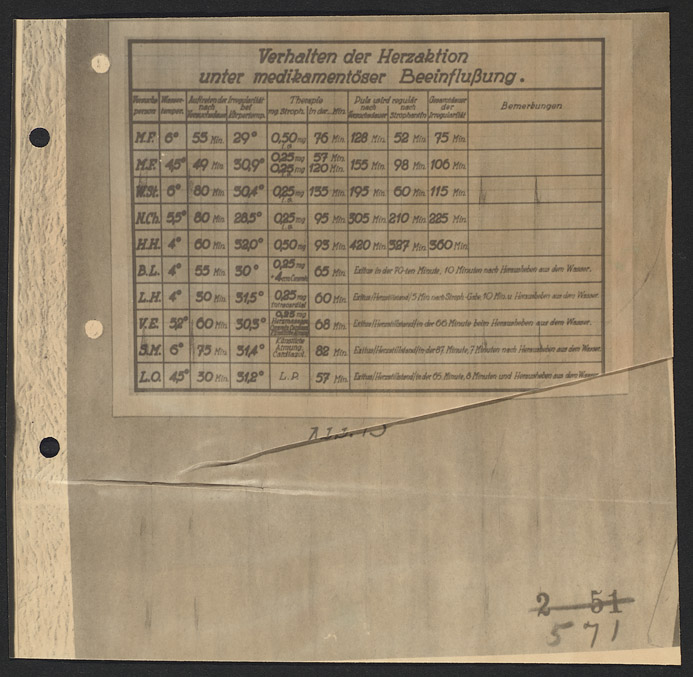 Verhalten der Herzaktion
unter medikamentöser Beeinflußung.
Versuchsperson Wassertemper. Auftreten der Irregularität nach Versuchsdauer bei Körpertemp. Therapie mg Stroph. in der...Min. Puls wird regulär nach Versuchsdauer nach Strophantin Gesamtdauer der Irregularität Bemerkungen
M.F. 6° 55 Min. 29° 0,50 mg i.v. 76 Min. 128 Min. 52 Min. 75 Min.
M.F. 4,5° 49 Min. 30,9° 0,25 mg 0,25 mg 57 Min. 120 Min. 155 Min. 98 Min. 106 Min.
W.St. 6° 80 Min. 30,4° 0,25 mg 135 Min. 195 Min. 60 Min. 115 Min.
N.Ch. 5,5° 80 Min. 28,5° 0,25 mg 95 Min. 305 Min. 210 Min. 225 Min.
H.H. 4° 60 Min. 32,0° 0,50 mg 93 Min. 420 Min. 327 Min. 360 Min.
B.L. 4° 55 Min. 30° 0,25 mg 65 Min. Exitus in der 70-ten Minute, 10 Minuten nach Herausheben aus dem Wasser.
L.H. 4° 30 Min. 31,5° 0,25 mg intracardial 60 Min. Exitus/Herzstillstand/ 5 Min. nach Stroph.-Gabe, 10 Min. u. Herausheben aus dem Wasser
V.E. 5,2° 60 Min. 30,3° 0,25 mg 68 Min. Exitus/Herzstillstand/in der 66 Minute beim Herausheben aus dem Wasser.
S.M. 6° 75 Min. 31,4° Künstliche Atmung, 82 Min. Exitus/Herzstillstand/in der 87. Minute, 7 Minuten nach Herausheben aus dem Wasser.
L.O. 4,5° 30 Min. 31,2° L.P. 57 Min. Exitus/Herzstillstand/in der 65 Minute, 8 Minuten und Herausheben aus dem Wasser.
2 51
571